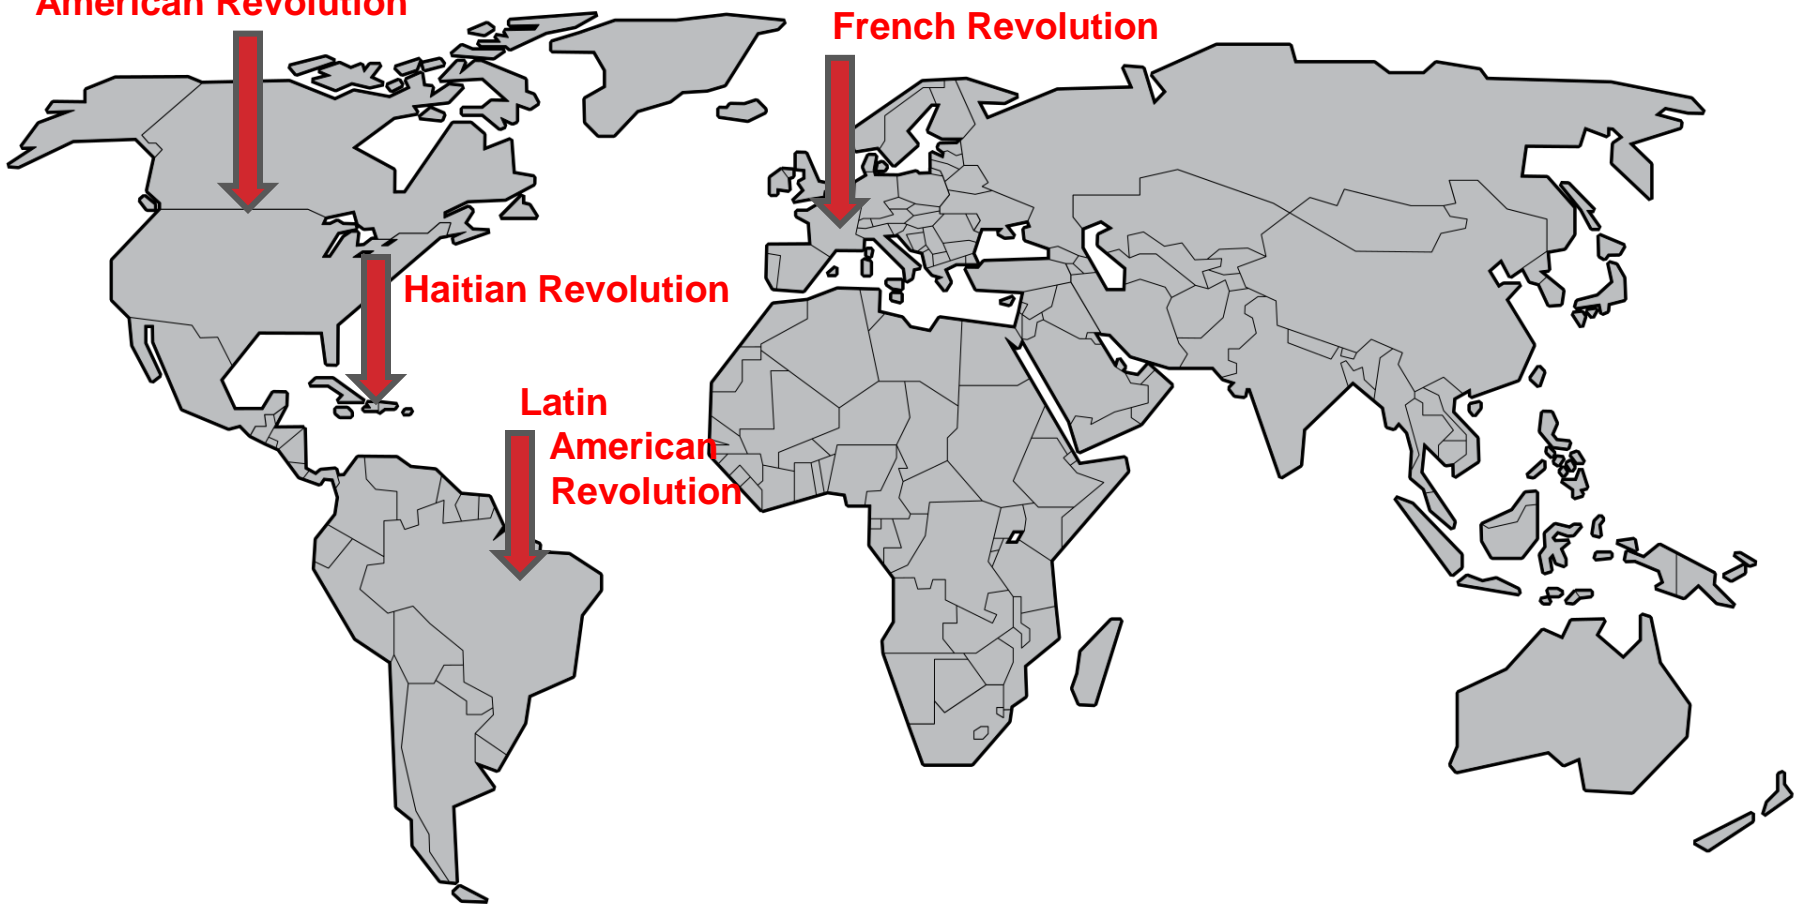 American Revolution
French Revolution
Haitian Revolution
Latin
American
Revolution